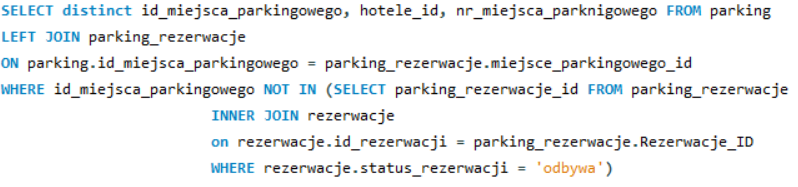 SELECT distinct id_miejsca_parkingowego, hotele_id, nr_miejsca_parknigowego FROM parking
LEFT JOIN parking_rezerwacje
ON parking.id_miejsca_parkingowego = parking_rezerwacje.miejsce_parkingowego_id
WHERE id_miejsca_parkingowego NOT IN (SELECT parking_rezerwacje_id FROM parking_rezerwacje
INNER JOIN rezerwacje
on rezerwacje.id_rezerwacji = parking_rezerwacje.Rezerwacje_ID
WHERE rezerwacje.status_rezerwacji = 'odbywa')